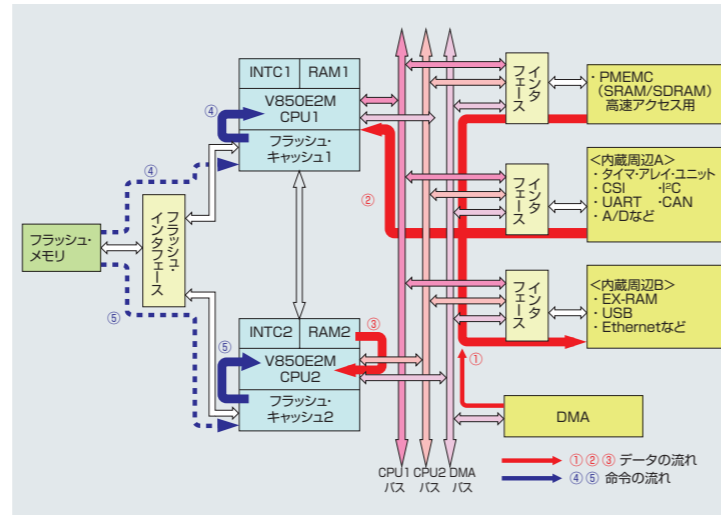 INTC1 RAM1
V850E2M
CPU1
フラッシュ・
キャッシュ1
④
④
フラッシュ・
メモリ
フラッシュ・
インタフェース
⑤
⑤
INTC2 RAM2
V850E2M
CPU2
フラッシュ・
キャッシュ2
③
②
①
インタ
フェース
・PMEMC
(SRAM/SDRAM)
高速アクセス用
インタ
フェース
<内蔵周辺A>
・タイマ・アレイ・ユニット
・CSI ・I²C
・UART ・CAN
・A/Dなど
インタ
フェース
<内蔵周辺B>
・EX-RAM
・USB
・Ethernetなど
DMA
CPU1
バス
CPU2
バス
DMA
バス
①②③データの流れ
④⑤ 命令の流れ